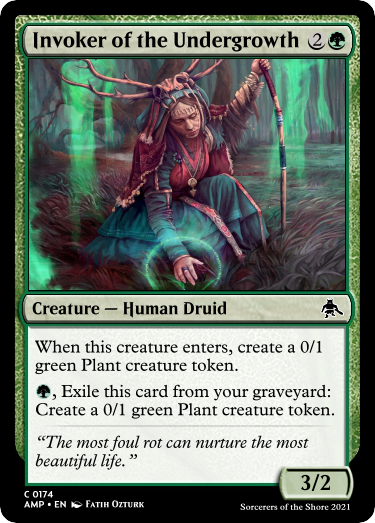 Invoker of the Undergrowth 2
Creature — Human Druid
When this creature enters, create a 0/1
green Plant creature token.
, Exile this card from your graveyard:
Create a 0/1 green Plant creature token.
“The most foul rot can nurture the most
beautiful life.”
3/2
C 0174
AMP • EN Fatih Ozturk
Sorcerers of the Shore 2021